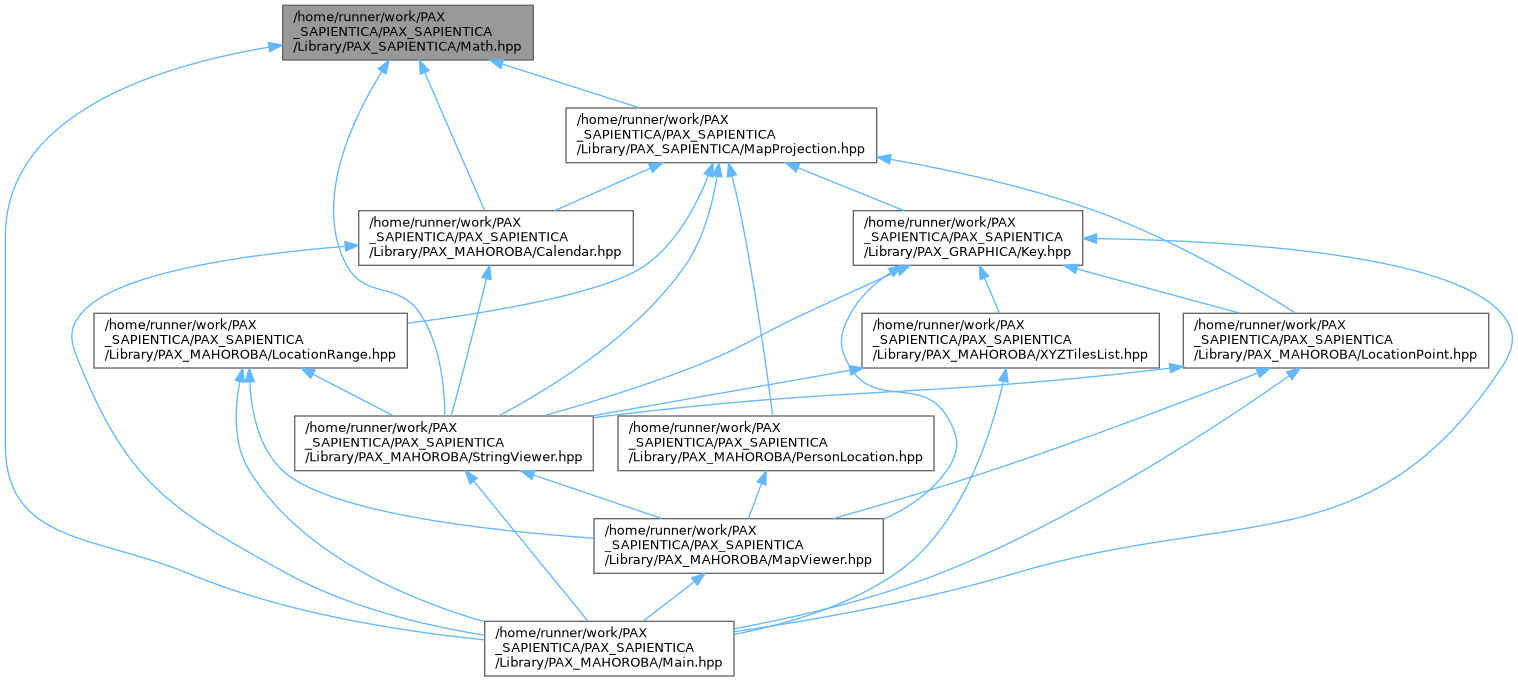 /home/runner/work/PAX
_SAPIENTICA/PAX_SAPIENTICA
/Library/PAX_SAPIENTICA/Math.hpp
/home/runner/work/PAX
_SAPIENTICA/PAX_SAPIENTICA
/Library/PAX_SAPIENTICA/MapProjection.hpp
/home/runner/work/PAX
_SAPIENTICA/PAX_SAPIENTICA
/Library/PAX_MAHOROBA/Calendar.hpp
/home/runner/work/PAX
_SAPIENTICA/PAX_SAPIENTICA
/Library/PAX_GRAPHICA/Key.hpp
/home/runner/work/PAX
_SAPIENTICA/PAX_SAPIENTICA
/Library/PAX_MAHOROBA/LocationRange.hpp
/home/runner/work/PAX
_SAPIENTICA/PAX_SAPIENTICA
/Library/PAX_MAHOROBA/XYZTilesList.hpp
/home/runner/work/PAX
_SAPIENTICA/PAX_SAPIENTICA
/Library/PAX_MAHOROBA/LocationPoint.hpp
/home/runner/work/PAX
_SAPIENTICA/PAX_SAPIENTICA
/Library/PAX_MAHOROBA/StringViewer.hpp
/home/runner/work/PAX
_SAPIENTICA/PAX_SAPIENTICA
/Library/PAX_MAHOROBA/PersonLocation.hpp
/home/runner/work/PAX
_SAPIENTICA/PAX_SAPIENTICA
/Library/PAX_MAHOROBA/MapViewer.hpp
/home/runner/work/PAX
_SAPIENTICA/PAX_SAPIENTICA
/Library/PAX_MAHOROBA/Main.hpp